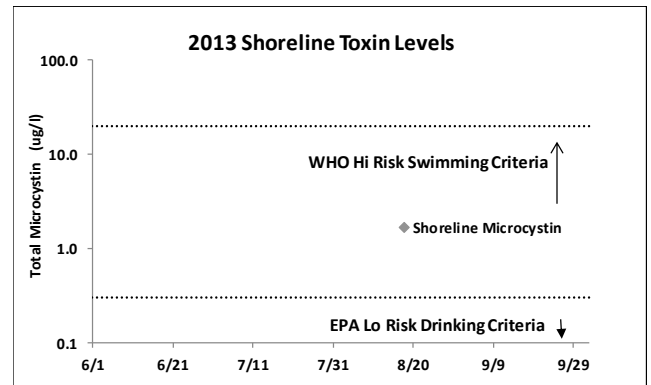 2013 Shoreline Toxin Levels
100.0
10.0
1.0
0.1
Total Microcystin (ug/l)
WHO Hi Risk Swimming Criteria
Shoreline Microcystin
EPA Lo Risk Drinking Criteria
6/1 6/21 7/11 7/31 8/20 9/9 9/29